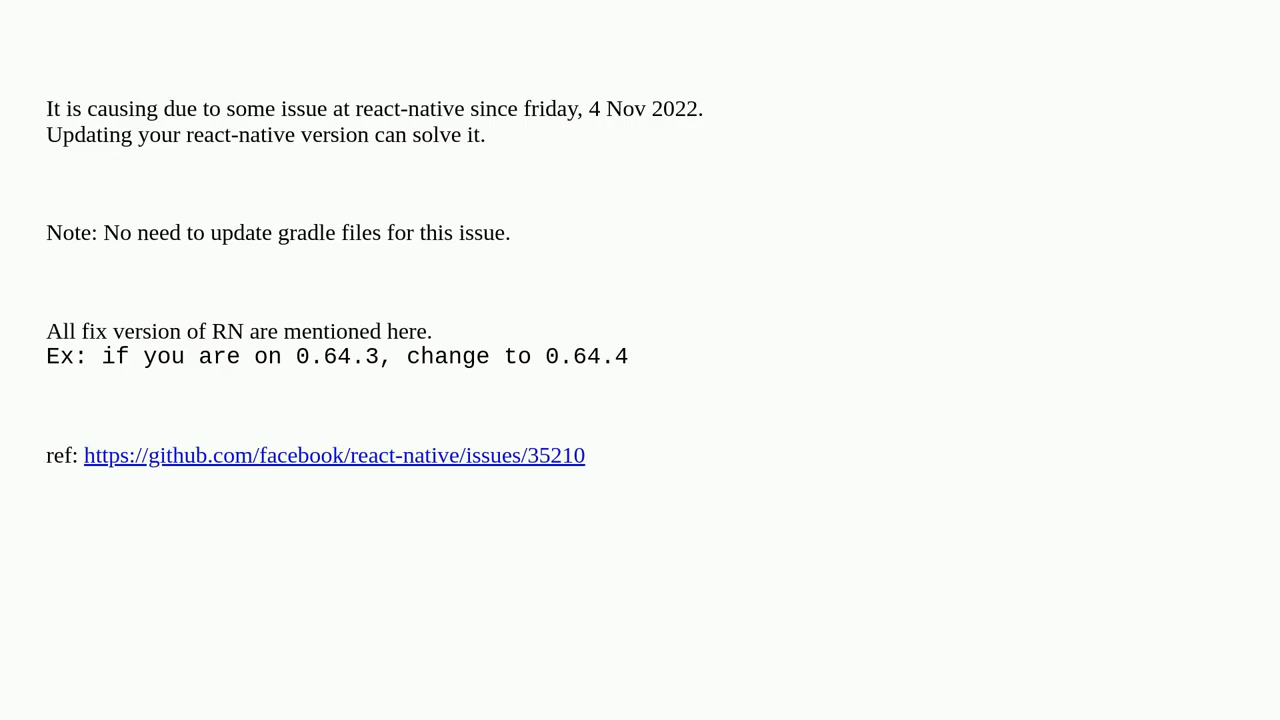 It is causing due to some issue at react-native since friday, 4 Nov 2022.
Updating your react-native version can solve it.
Note: No need to update gradle files for this issue.
All fix version of RN are mentioned here.
Ex: if you are on 0.64.3, change to 0.64.4
ref: https://github.com/facebook/react-native/issues/35210